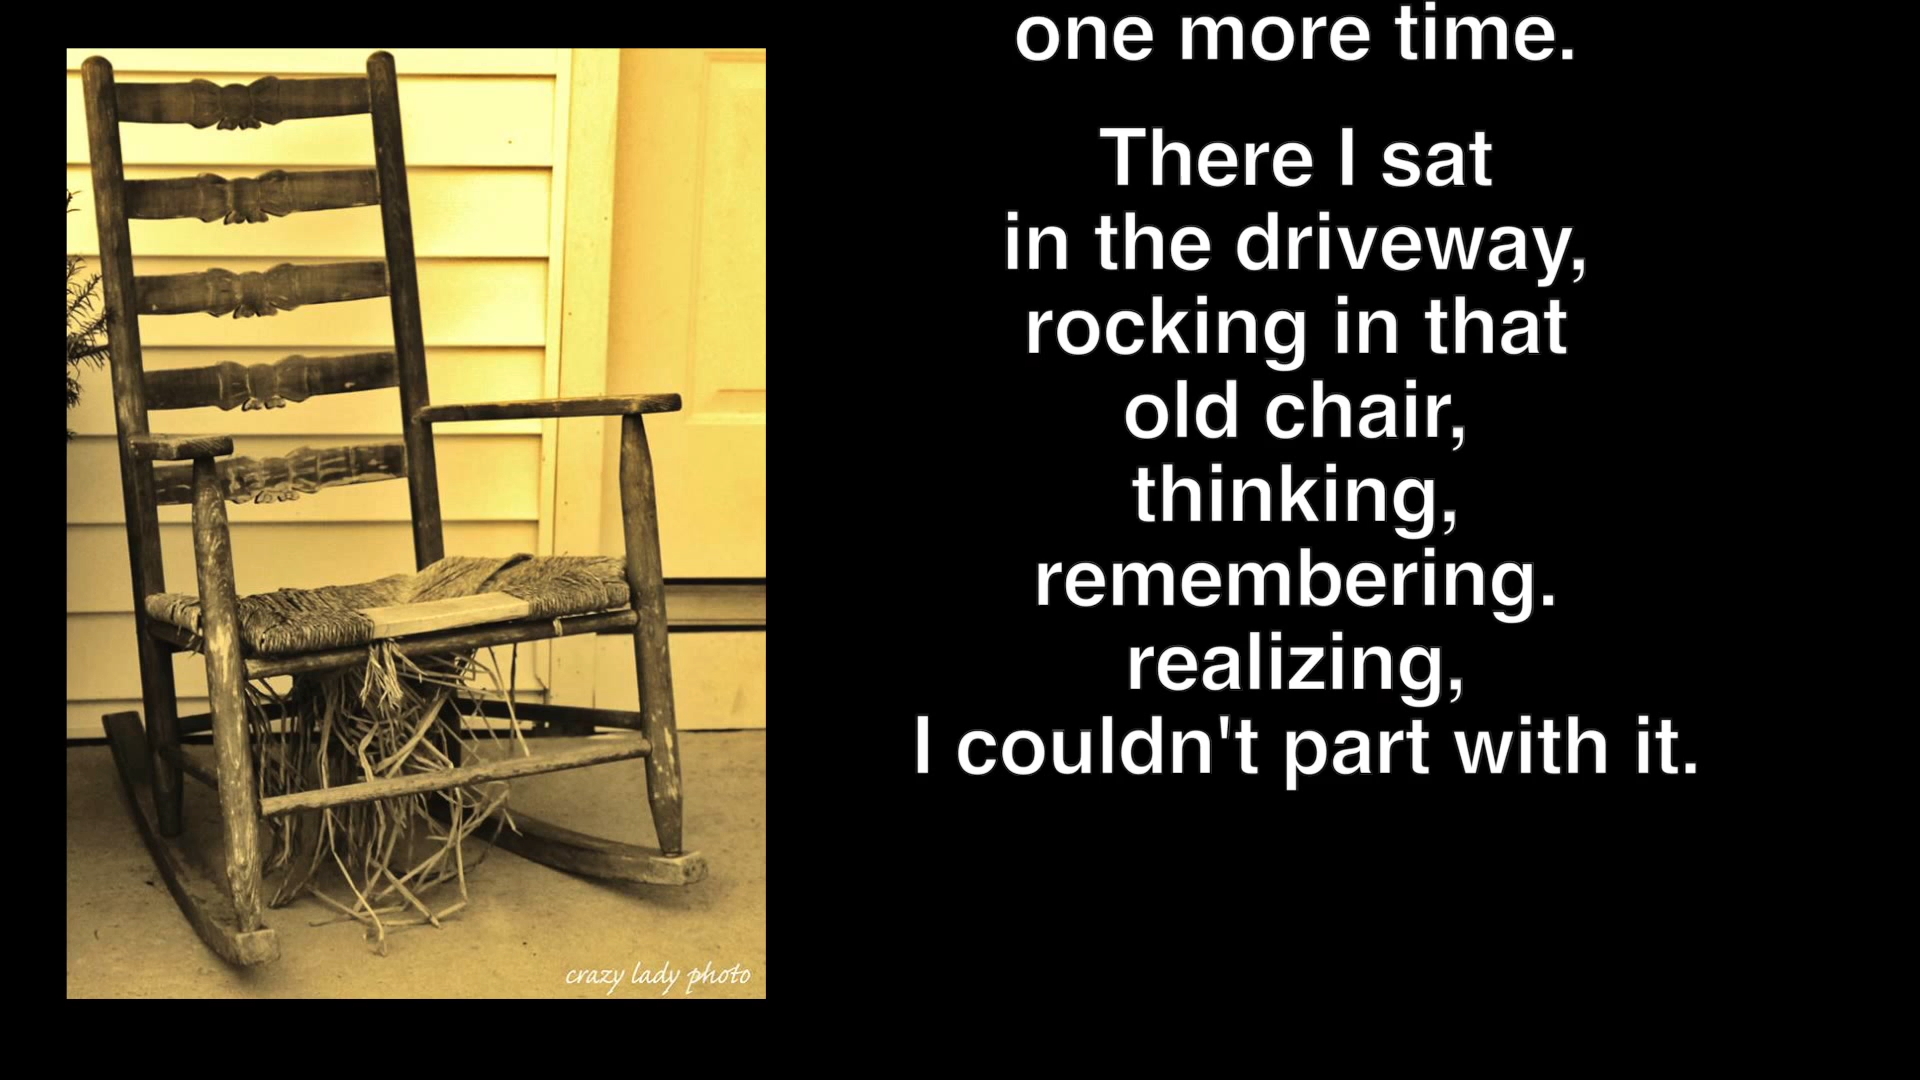 one more time.
There I sat
in the driveway,
rocking in that
old chair,
thinking,
remembering.
realizing,
I couldn't part with it.
crazy lady photo